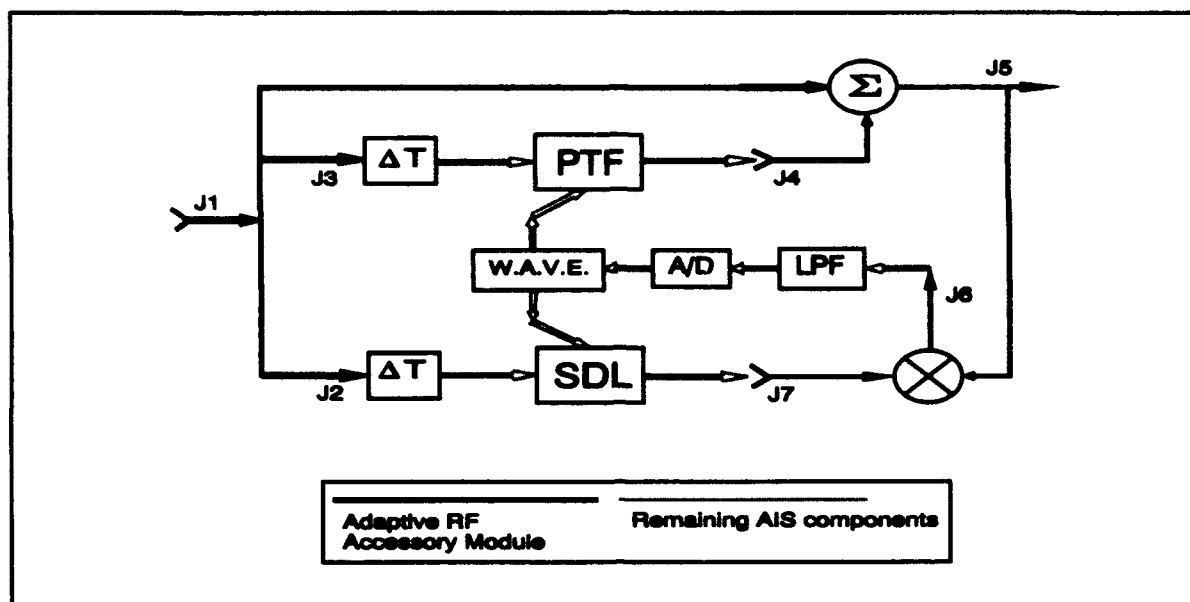 J5
Σ
J3
ΔT
PTF
J4
J1
W.A.V.E.
A/D
LPF
J6
J2
ΔT
SDL
J7
Adaptive RF
Accessory Module
Remaining AIS components